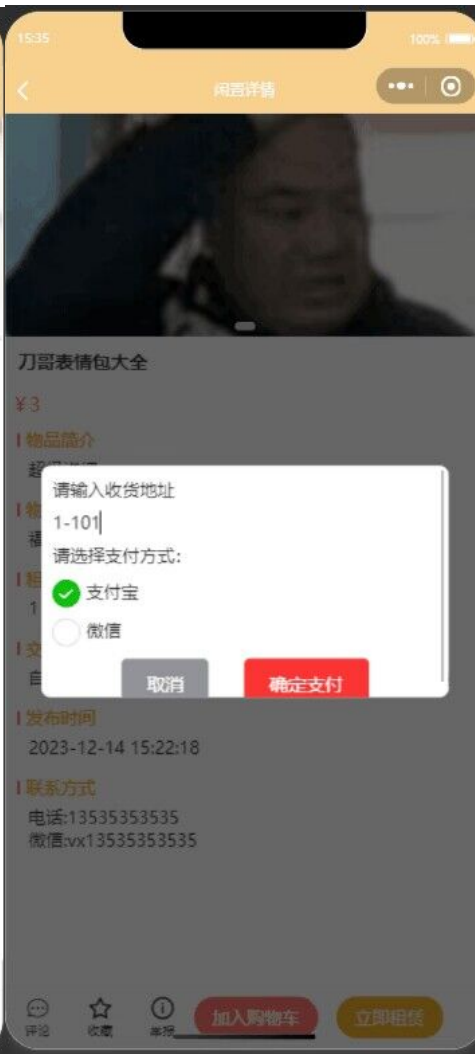 15:35
100%
闲置详情
刀哥表情包大全
¥3
物品简介
请输入收货地址
1-101
请选择支付方式:
支付宝
微信
取消
确定支付
发布时间
2023-12-14 15:22:18
联系方式
电话:13535353535
微信:vx13535353535
评论
收藏
举报
加入购物车
立即租赁